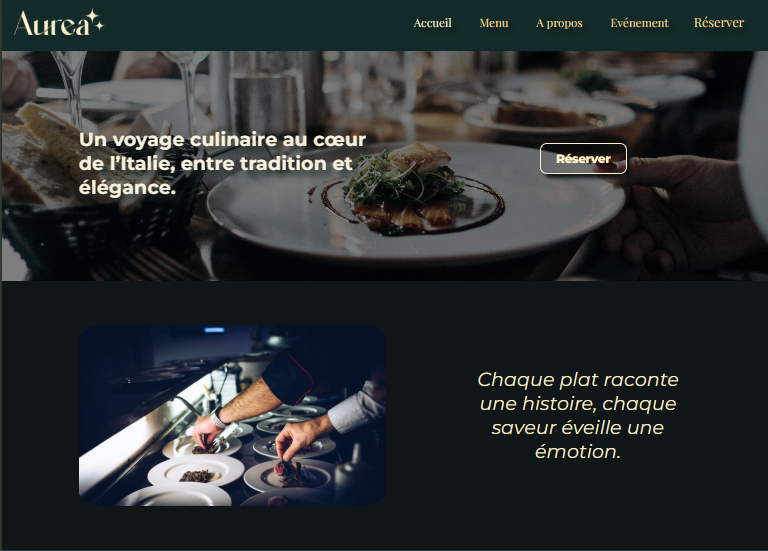 Aurea
Accueil Menu A propos Evénement Réserver
Un voyage culinaire au cœur
de l’Italie, entre tradition et
élégance.
Réserver
Chaque plat raconte
une histoire, chaque
saveur éveille une
émotion.